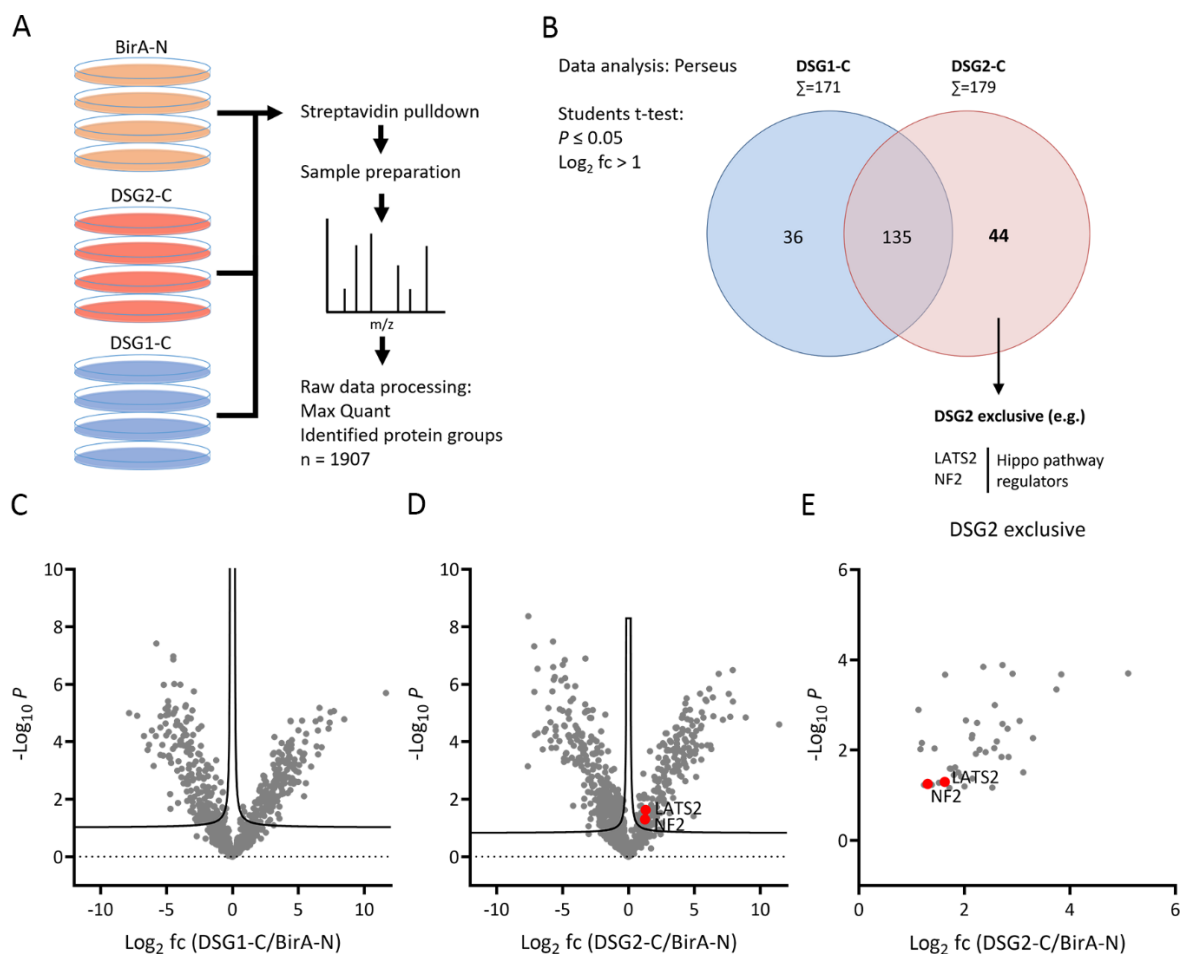 A
BirA-N
DSG2-C
DSG1-C
Streptavidin pulldown
Sample preparation
m/z
Raw data processing:
Max Quant
Identified protein groups
n = 1907
B
Data analysis: Perseus
Students t-test:
P ≤ 0.05
Log₂ fc > 1
DSG1-C
∑=171
DSG2-C
∑=179
36
135
44
DSG2 exclusive (e.g.)
LATS2
NF2
Hippo pathway
regulators
C
10
8
6
4
2
0
-10
-5
0
5
10
-Log₁₀ P
Log₂ fc (DSG1-C/BirA-N)
D
10
8
6
4
2
0
-10
-5
0
5
10
-Log₁₀ P
LATS2
NF2
Log₂ fc (DSG2-C/BirA-N)
E
DSG2 exclusive
6
4
2
0
0
2
4
6
-Log₁₀ P
LATS2
NF2
Log₂ fc (DSG2-C/BirA-N)